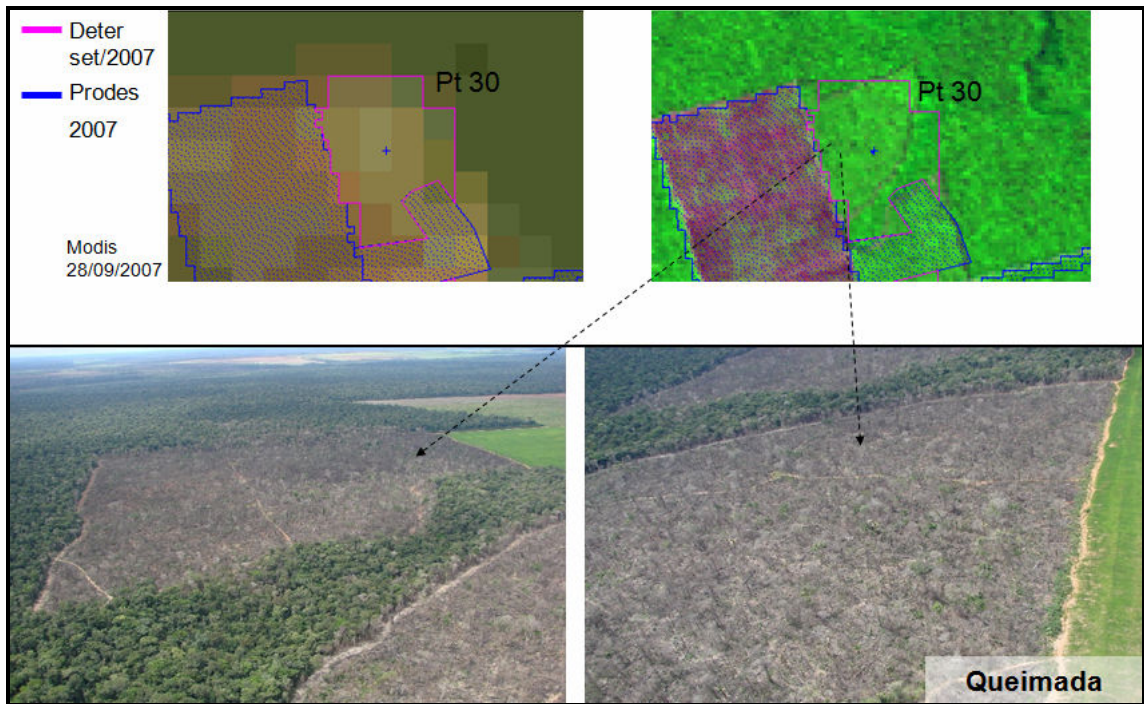 Deter
set/2007
Prodes
2007
Modis
28/09/2007
Pt 30
Pt 30
Queimada